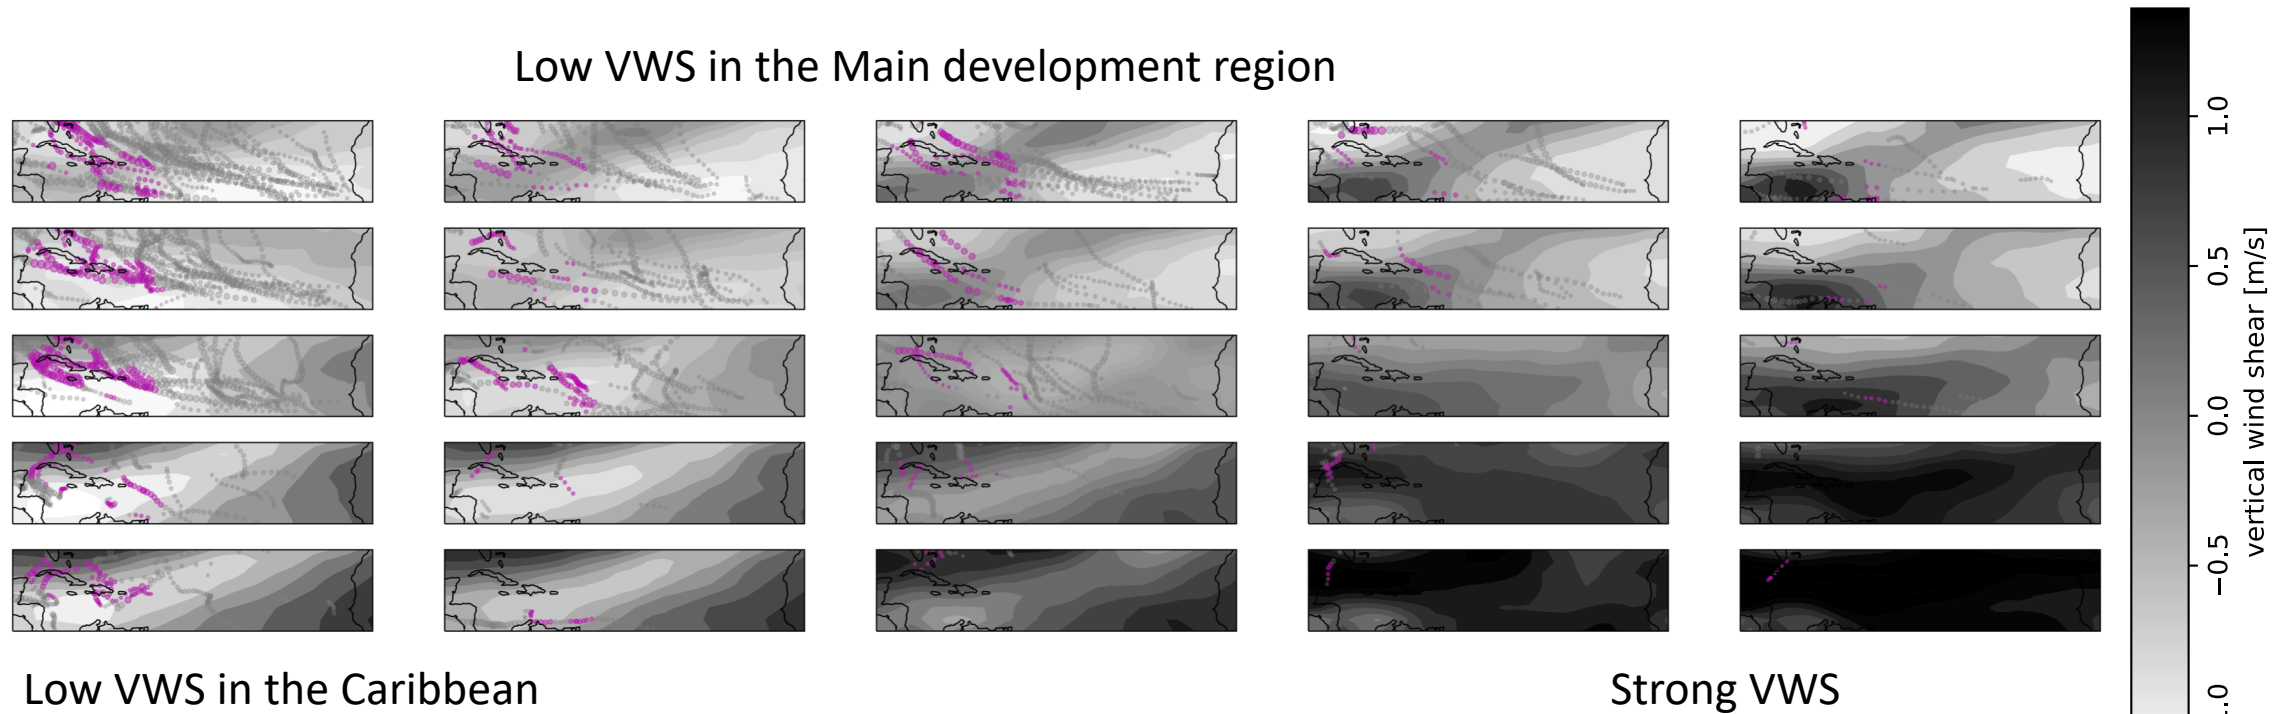 Low VWS in the Main development region
1.0
0.5
0.0
−0.5
.0
vertical wind shear [m/s]
Low VWS in the Caribbean
Strong VWS